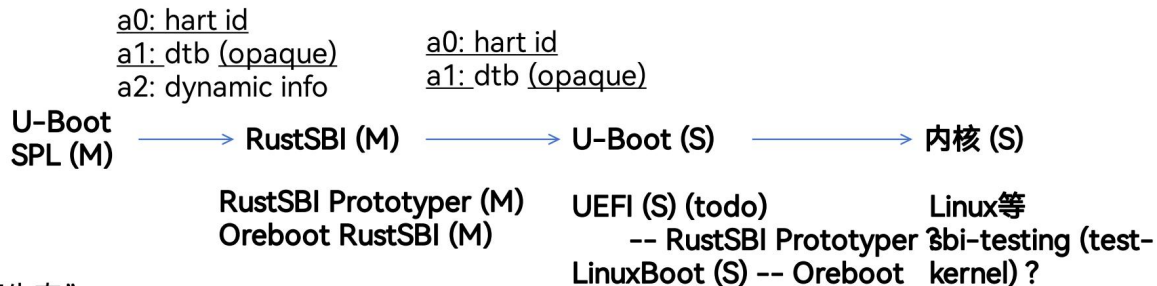 a0: hart id
a1: dtb (opaque)
a2: dynamic info
a0: hart id
a1: dtb (opaque)
U-Boot
SPL (M)
RustSBI (M)
U-Boot (S)
内核 (S)
RustSBI Prototyper (M)
Oreboot RustSBI (M)
UEFI (S) (todo)
-- RustSBI Prototyper ?
LinuxBoot (S) -- Oreboot
Linux等
sbi-testing (test-
kernel) ?